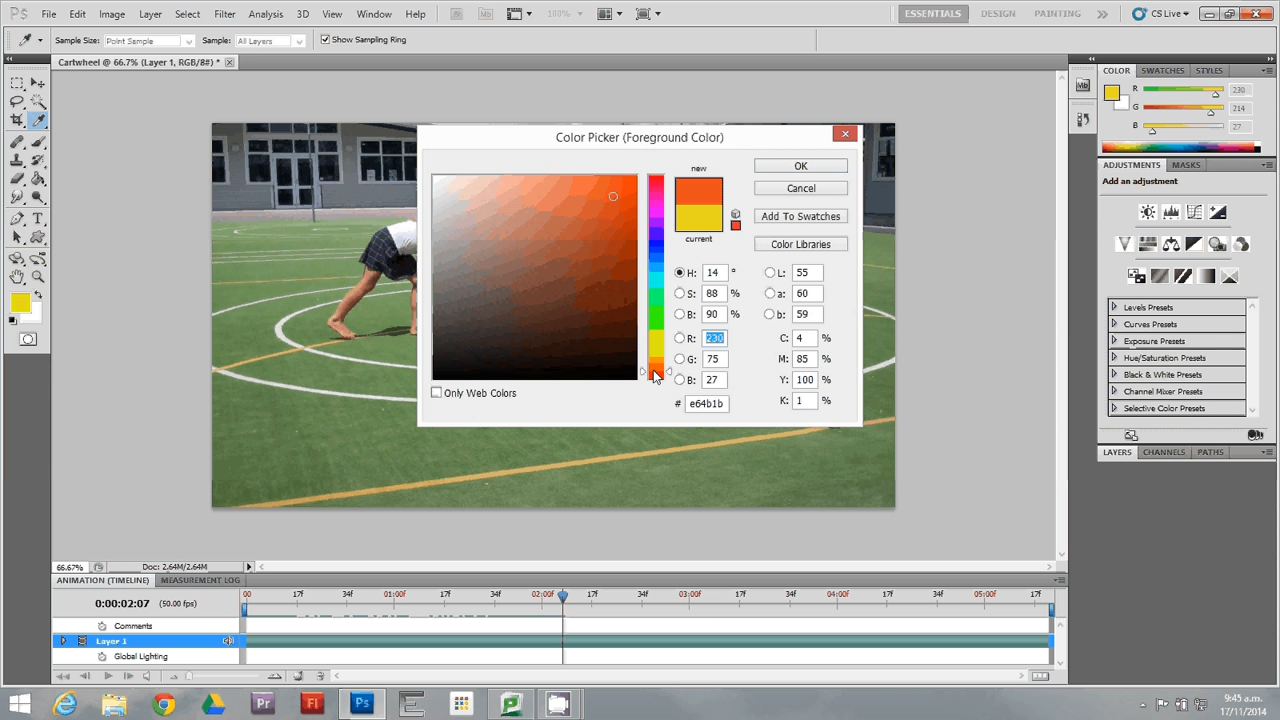 Ps File Edit Image Layer Select Filter Analysis 3D View Window Help 100% ESSENTIALS DESIGN PAINTING CS Live
Sample Size: Point Sample Sample: All Layers Show Sampling Ring
Cartwheel @ 66.7% (Layer 1, RGB/8#) *
COLOR SWATCHES STYLES
R 230
G 214
B 27
ADJUSTMENTS MASKS
Add an adjustment
Levels Presets
Curves Presets
Exposure Presets
Hue/Saturation Presets
Black & White Presets
Channel Mixer Presets
Selective Color Presets
LAYERS CHANNELS PATHS
Color Picker (Foreground Color)
new
current
OK
Cancel
Add To Swatches
Color Libraries
H: 14 ° L: 55
S: 88 % a: 60
B: 90 % b: 59
R: 230 C: 4 %
G: 75 M: 85 %
B: 27 Y: 100 %
# e64b1b K: 1 %
Only Web Colors
66.67% Doc: 2.64M/2.64M
ANIMATION (TIMELINE) MEASUREMENT LOG
0:00:02:07 (50.00 fps) 00 17f 34f 01:00f 17f 34f 02:00f 17f 34f 03:00f 17f 34f 04:00f 17f 34f 05:00f 17f
Comments
Layer 1
Global Lighting
Pr Fl Ps E P
9:45 a.m.
17/11/2014